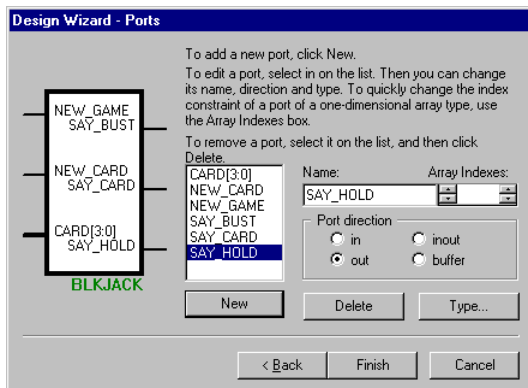 Design Wizard - Ports
To add a new port, click New.
To edit a port, select in on the list. Then you can change
its name, direction and type. To quickly change the index
constraint of a port of a one-dimensional array type, use
the Array Indexes box.
To remove a port, select it on the list, and then click
Delete.
NEW_GAME
SAY_BUST
NEW_CARD
SAY_CARD
CARD[3:0]
SAY_HOLD
BLKJACK
CARD[3:0]
NEW_CARD
NEW_GAME
SAY_BUST
SAY_CARD
SAY_HOLD
Name: Array Indexes:
SAY_HOLD
Port direction
in inout
out buffer
New Delete Type...
< Back Finish Cancel